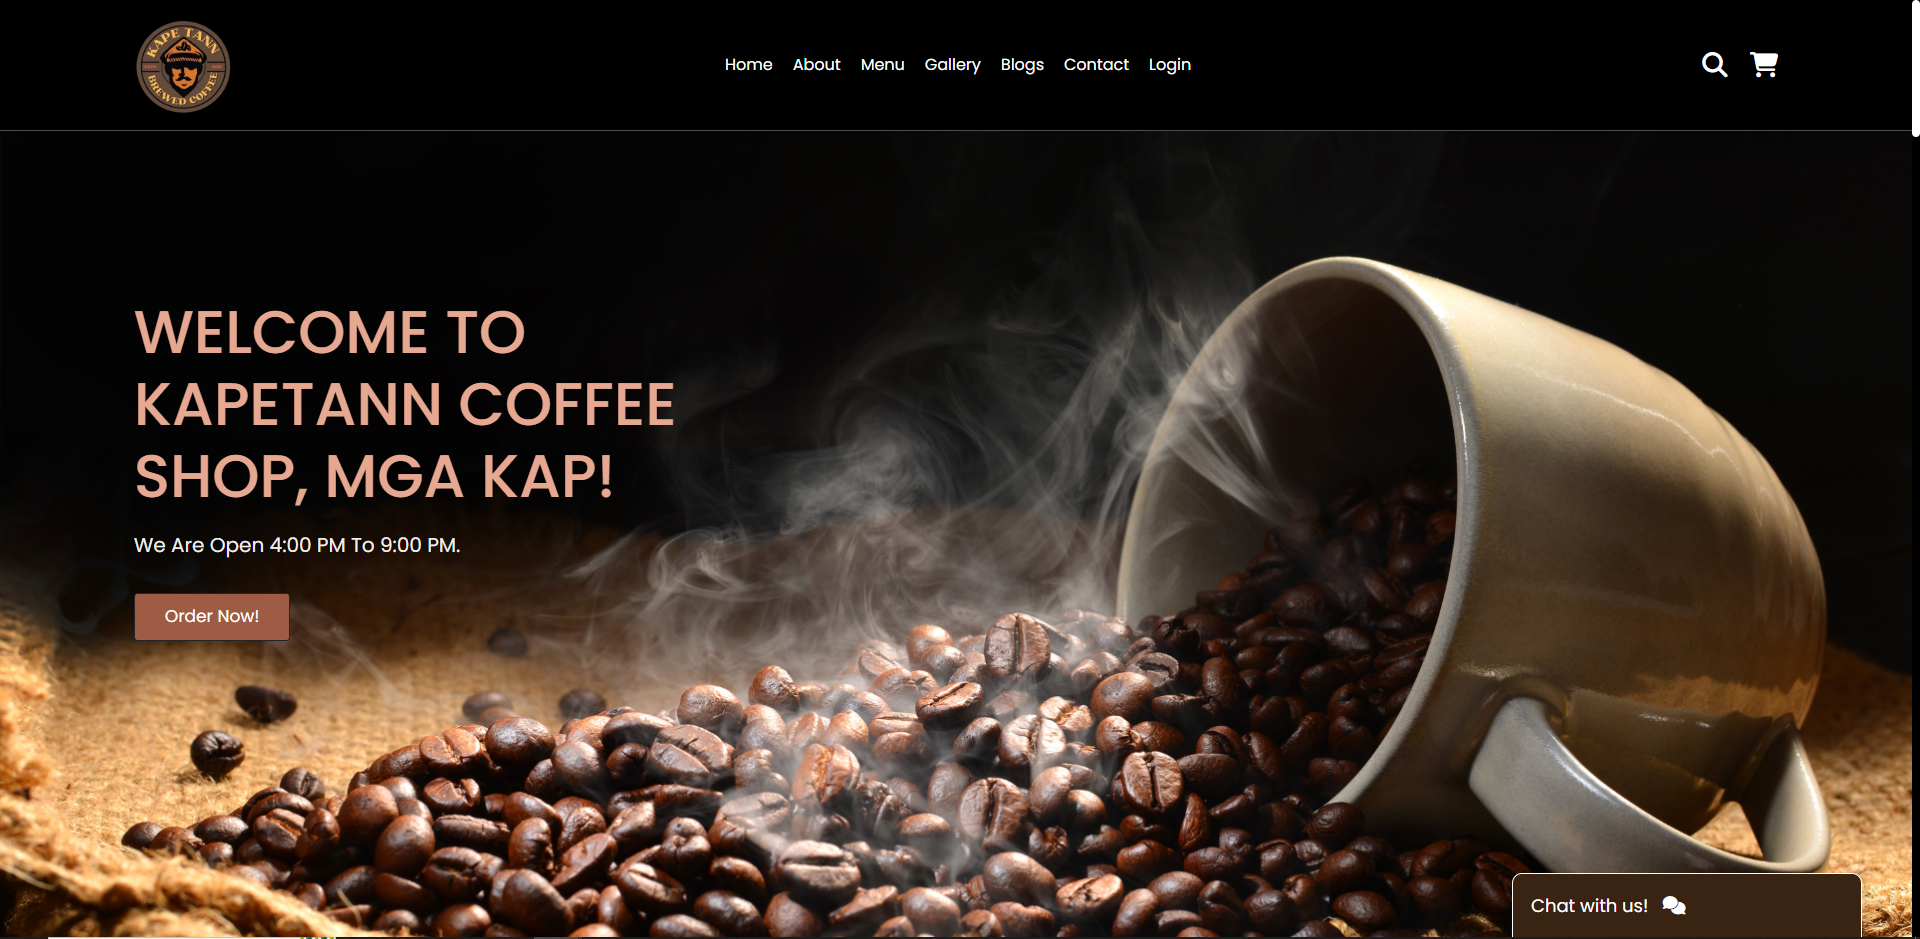 KAPE TANN
BREWED COFFEE
Home About Menu Gallery Blogs Contact Login
WELCOME TO
KAPETANN COFFEE
SHOP, MGA KAP!
We Are Open 4:00 PM To 9:00 PM.
Order Now!
Chat with us!